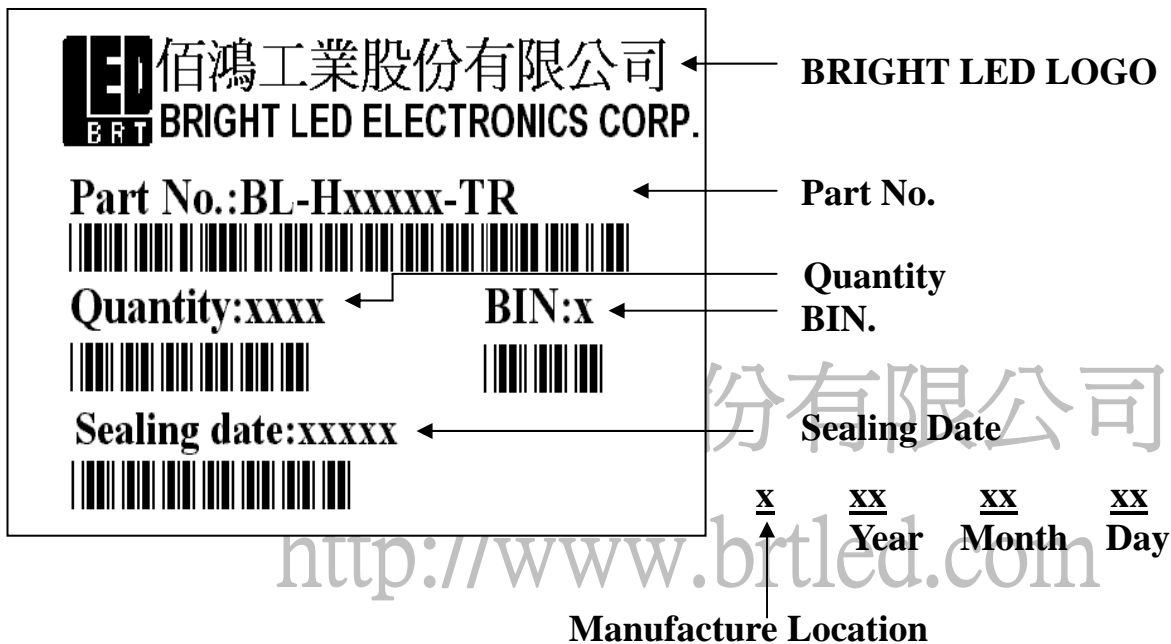 LED 佰鴻工業股份有限公司
BRT BRIGHT LED ELECTRONICS CORP.
BRIGHT LED LOGO
Part No.:BL-Hxxxxx-TR
Part No.
Quantity:xxxx
BIN:x
Quantity
BIN.
份有限公司
Sealing date:xxxxx
Sealing Date
x xx xx xx
Year Month Day
http://www.brtled.com
Manufacture Location